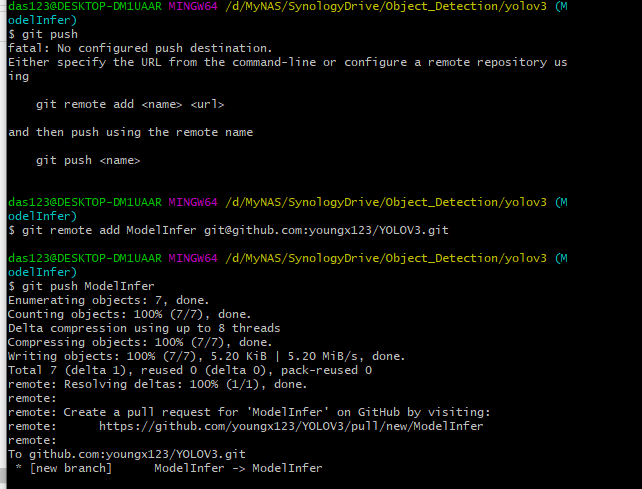 das123@DESKTOP-DM1UAAR MINGW64 /d/MyNAS/SynologyDrive/Object_Detection/yolov3 (M
odelInfer)
$ git push
fatal: No configured push destination.
Either specify the URL from the command-line or configure a remote repository us
ing

    git remote add <name> <url>

and then push using the remote name

    git push <name>


das123@DESKTOP-DM1UAAR MINGW64 /d/MyNAS/SynologyDrive/Object_Detection/yolov3 (M
odelInfer)
$ git remote add ModelInfer git@github.com:youngx123/YOLOV3.git

das123@DESKTOP-DM1UAAR MINGW64 /d/MyNAS/SynologyDrive/Object_Detection/yolov3 (M
odelInfer)
$ git push ModelInfer
Enumerating objects: 7, done.
Counting objects: 100% (7/7), done.
Delta compression using up to 8 threads
Compressing objects: 100% (7/7), done.
Writing objects: 100% (7/7), 5.20 KiB | 5.20 MiB/s, done.
Total 7 (delta 1), reused 0 (delta 0), pack-reused 0
remote: Resolving deltas: 100% (1/1), done.
remote:
remote: Create a pull request for 'ModelInfer' on GitHub by visiting:
remote:      https://github.com/youngx123/YOLOV3/pull/new/ModelInfer
remote:
To github.com:youngx123/YOLOV3.git
 * [new branch]      ModelInfer -> ModelInfer